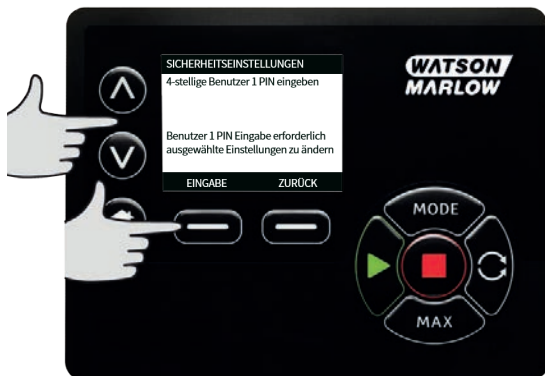 SICHERHEITSEINSTELLUNGEN
4-stellige Benutzer 1 PIN eingeben
Benutzer 1 PIN Eingabe erforderlich
ausgewählte Einstellungen zu ändern
EINGABE ZURÜCK
WATSON
MARLOW
MODE
MAX